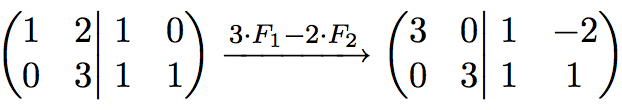 ( 1 2 | 1 0 ) 3·F₁−2·F₂ ( 3 0 | 1 −2 )
( 0 3 | 1 1 ) ⟶ ( 0 3 | 1 1 )